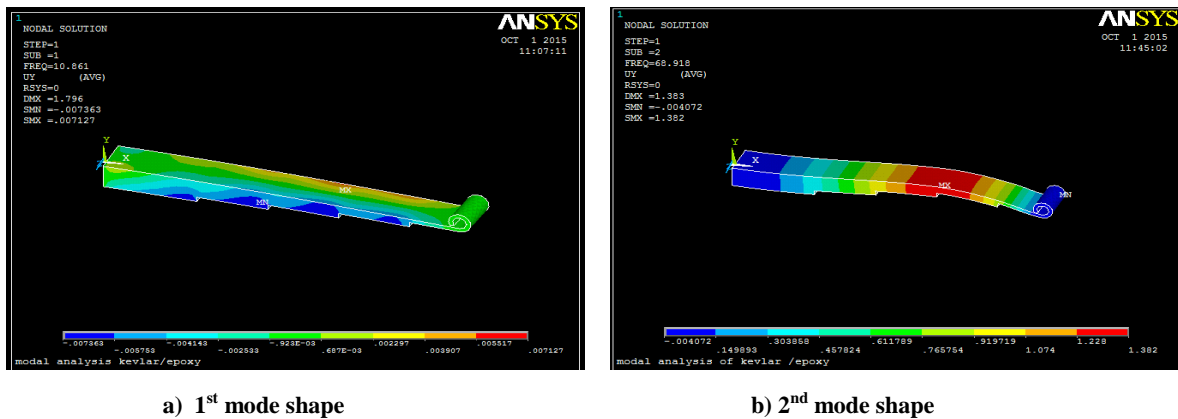 1
NODAL SOLUTION
STEP=1
SUB =1
FREQ=10.861
UY (AVG)
RSYS=0
DMX =1.796
SMN =-.007363
SMX =.007127
ANSYS
OCT 1 2015
11:07:11
Y
X
MX
MN
-.007363 -.004143 -.923E-03 .002297 .005517
-.005753 -.002533 .687E-03 .003907 .007127
modal analysis kevlar/epoxy
a) 1st mode shape
1
NODAL SOLUTION
STEP=1
SUB =2
FREQ=68.918
UY (AVG)
RSYS=0
DMX =1.383
SMN =-.004072
SMX =1.382
ANSYS
OCT 1 2015
11:45:02
Y
X
MX
MN
-.004072 .303858 .611789 .919719 1.228
.149893 .457824 .765754 1.074 1.382
modal analysis of kevlar /epoxy
b) 2nd mode shape